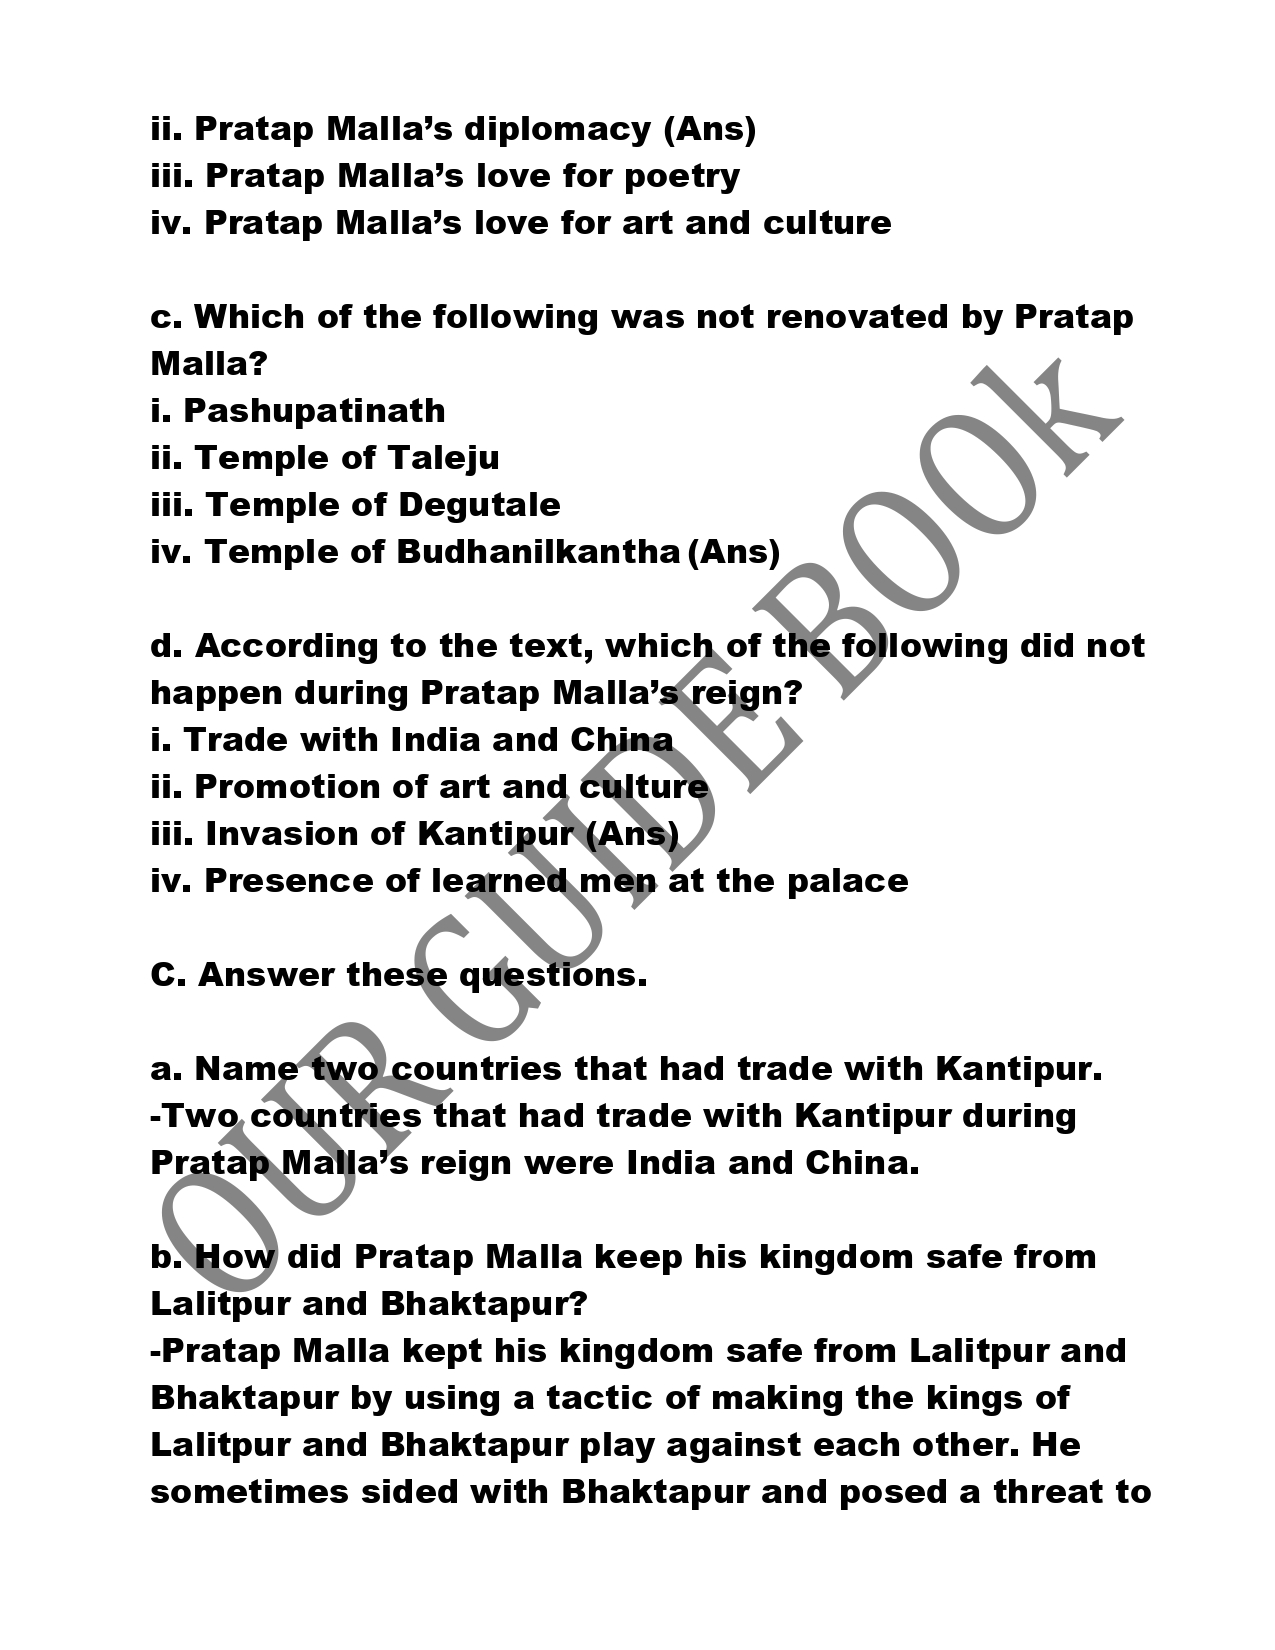 ii. Pratap Malla’s diplomacy (Ans)
iii. Pratap Malla’s love for poetry
iv. Pratap Malla’s love for art and culture
c. Which of the following was not renovated by Pratap
Malla?
i. Pashupatinath
ii. Temple of Taleju
iii. Temple of Degutale
iv. Temple of Budhanilkantha (Ans)
d. According to the text, which of the following did not
happen during Pratap Malla’s reign?
i. Trade with India and China
ii. Promotion of art and culture
iii. Invasion of Kantipur (Ans)
iv. Presence of learned men at the palace
C. Answer these questions.
a. Name two countries that had trade with Kantipur.
-Two countries that had trade with Kantipur during
Pratap Malla’s reign were India and China.
b. How did Pratap Malla keep his kingdom safe from
Lalitpur and Bhaktapur?
-Pratap Malla kept his kingdom safe from Lalitpur and
Bhaktapur by using a tactic of making the kings of
Lalitpur and Bhaktapur play against each other. He
sometimes sided with Bhaktapur and posed a threat to
OUR GUIDE BOOk